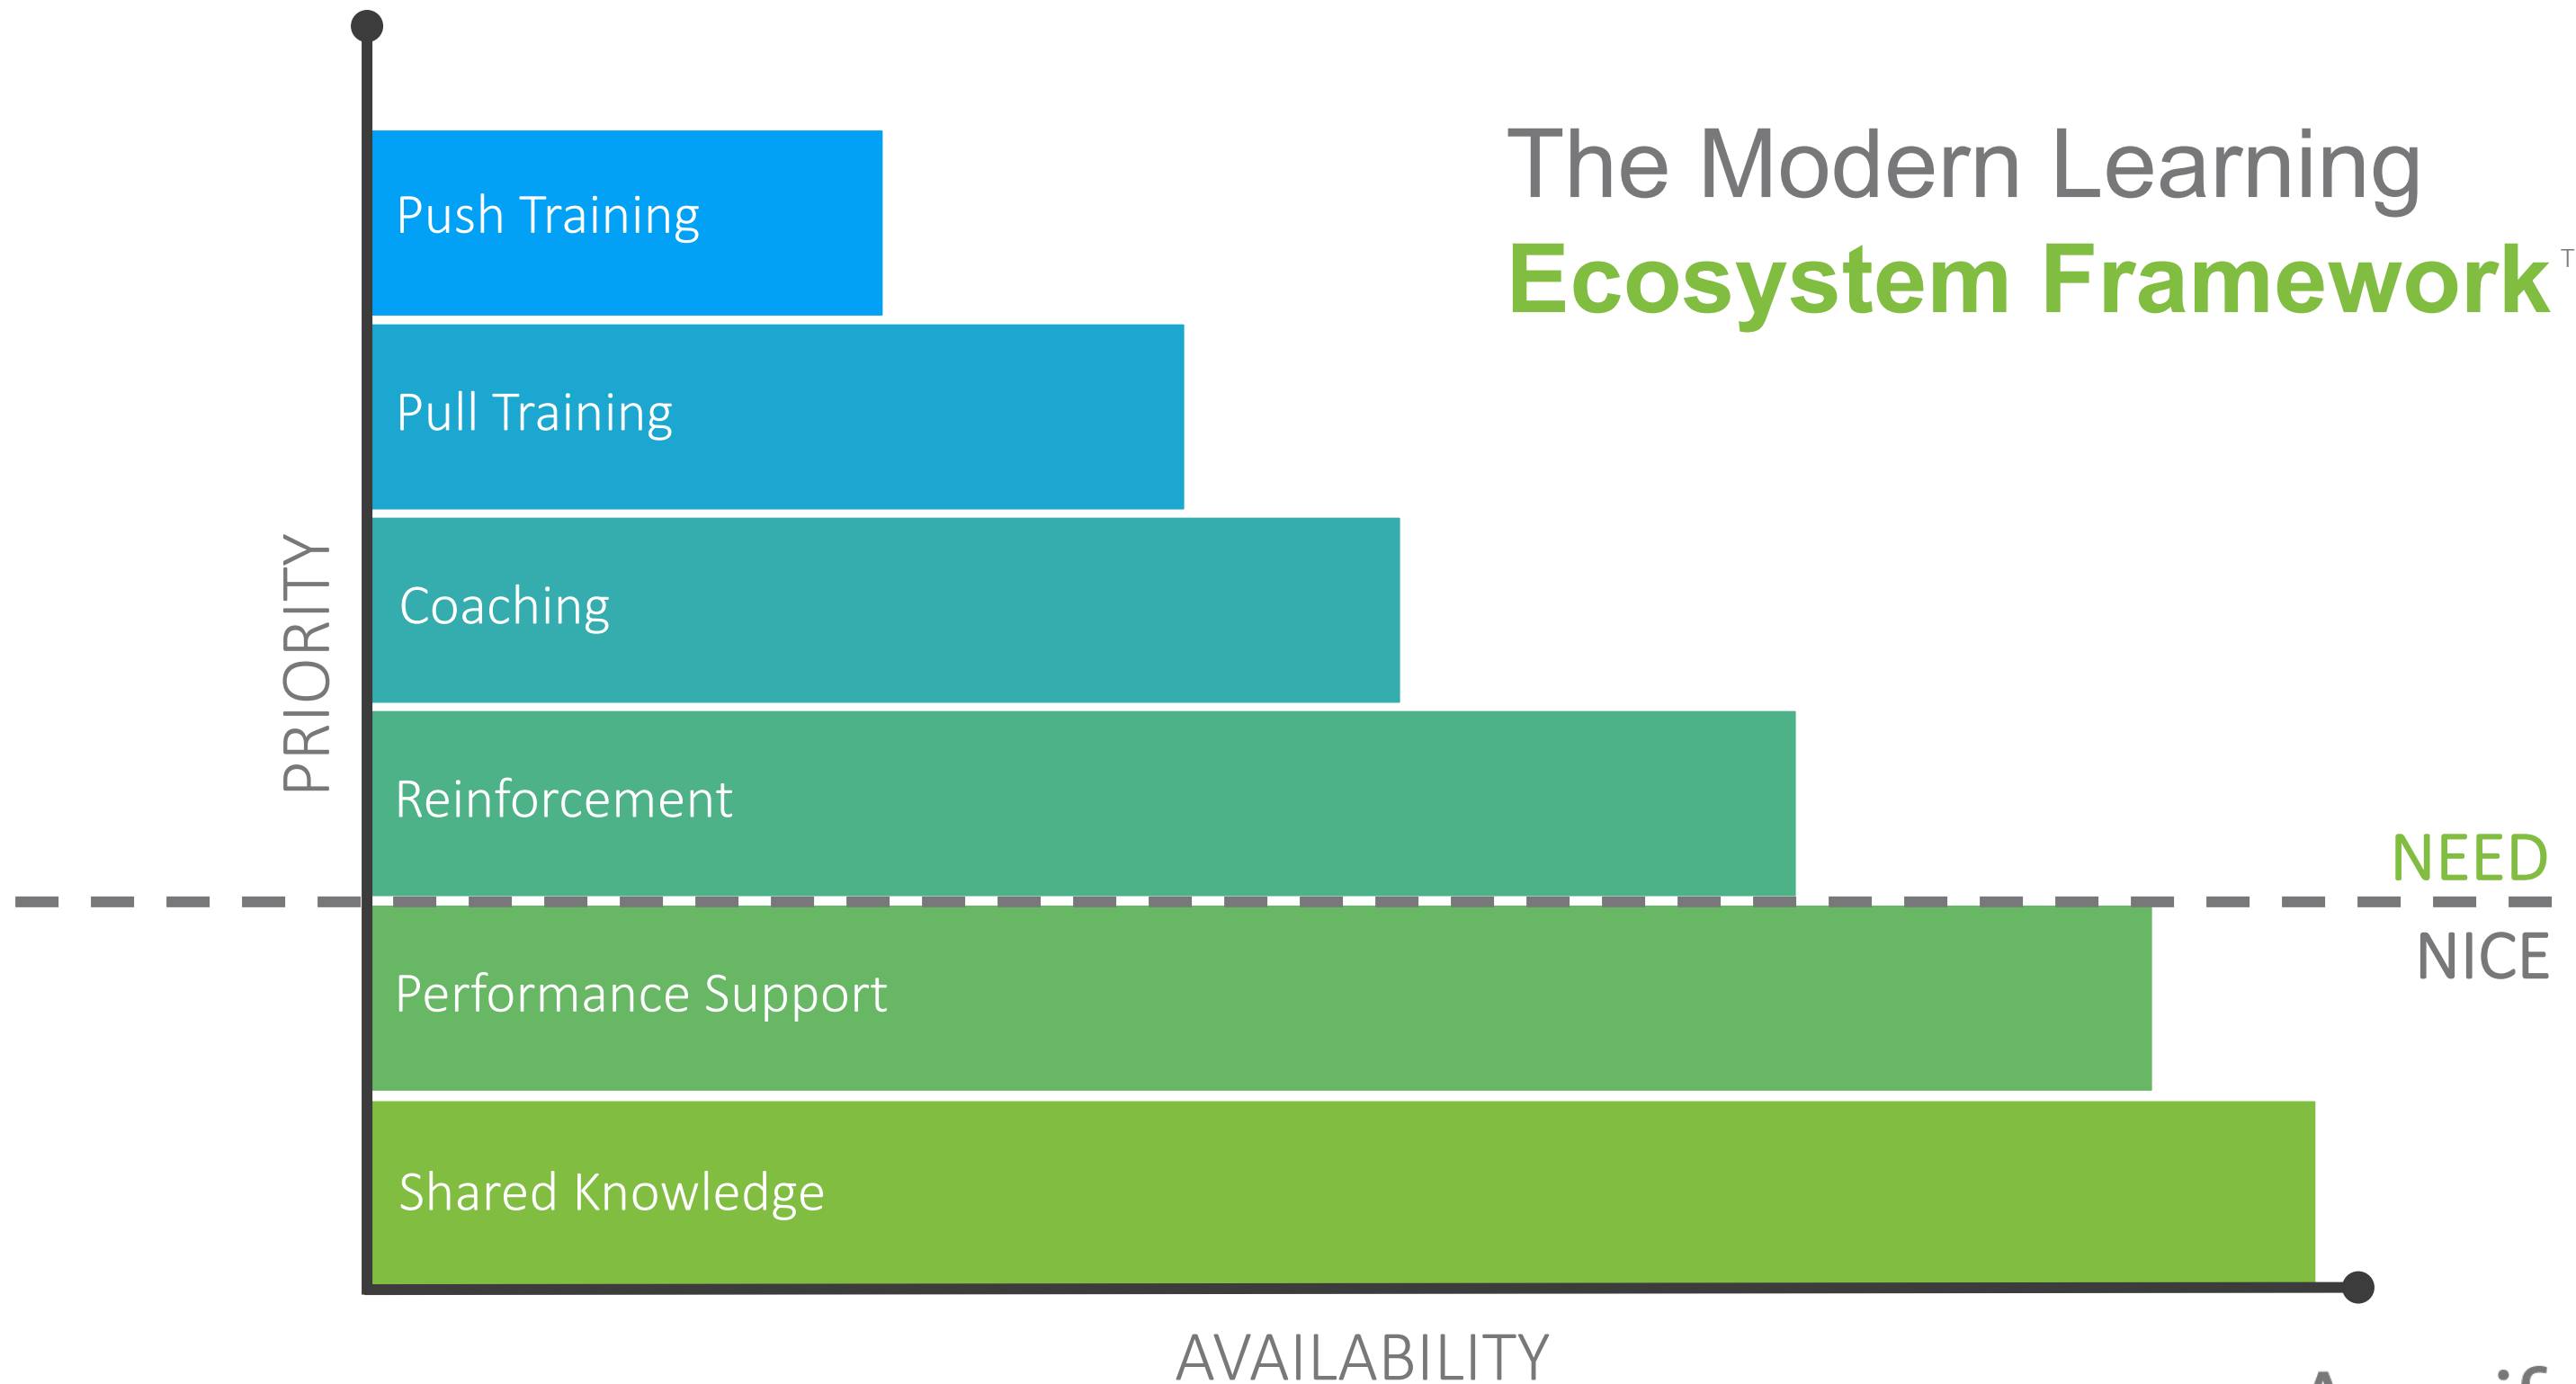 The Modern Learning
Ecosystem Framework
Push Training
Pull Training
Coaching
Reinforcement
Performance Support
Shared Knowledge
PRIORITY
NEED
NICE
AVAILABILITY